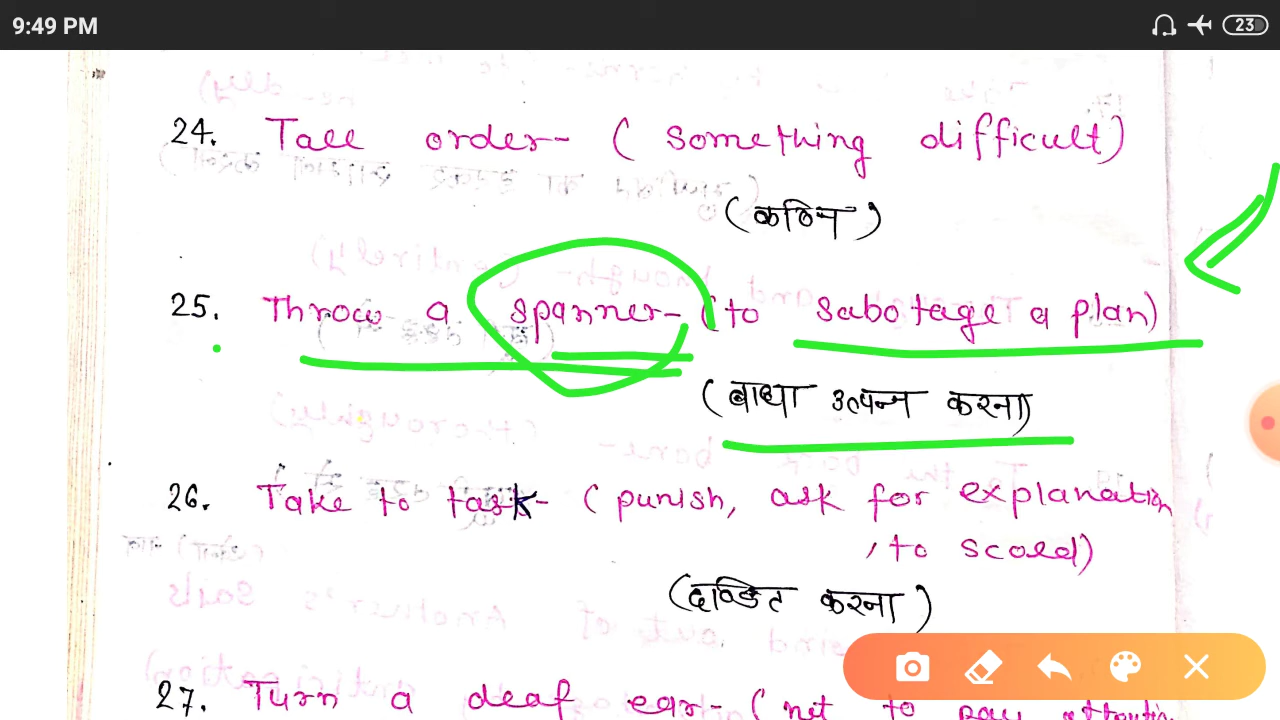 9:49 PM
23
24. Tall order- ( something difficult)
(कठिन)
25. Throw a spanner- (to sabotage a plan)
(बाधा उत्पन्न करना)
26. Take to task- (punish, ask for explanation
, to scold)
(दण्डित करना)
27. Turn a deaf ear- ( not to pay attention